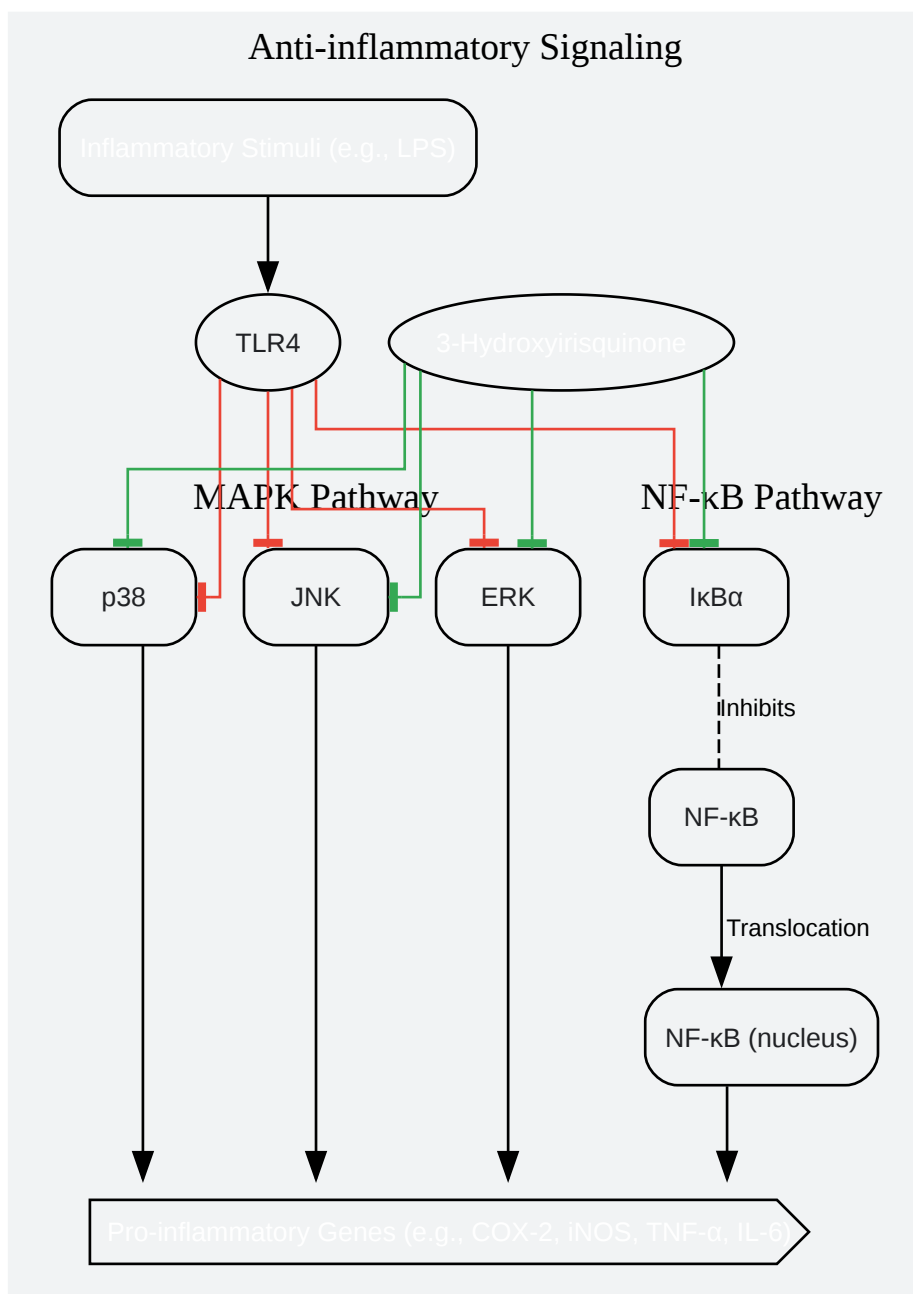 Anti-inflammatory Signaling
Inflammatory Stimuli (e.g., LPS)
TLR4
3-Hydroxyirisquinone
MAPK Pathway
NF-κB Pathway
p38
JNK
ERK
IκBα
Inhibits
NF-κB
Translocation
NF-κB (nucleus)
Pro-inflammatory Genes (e.g., COX-2, iNOS, TNF-α, IL-6)